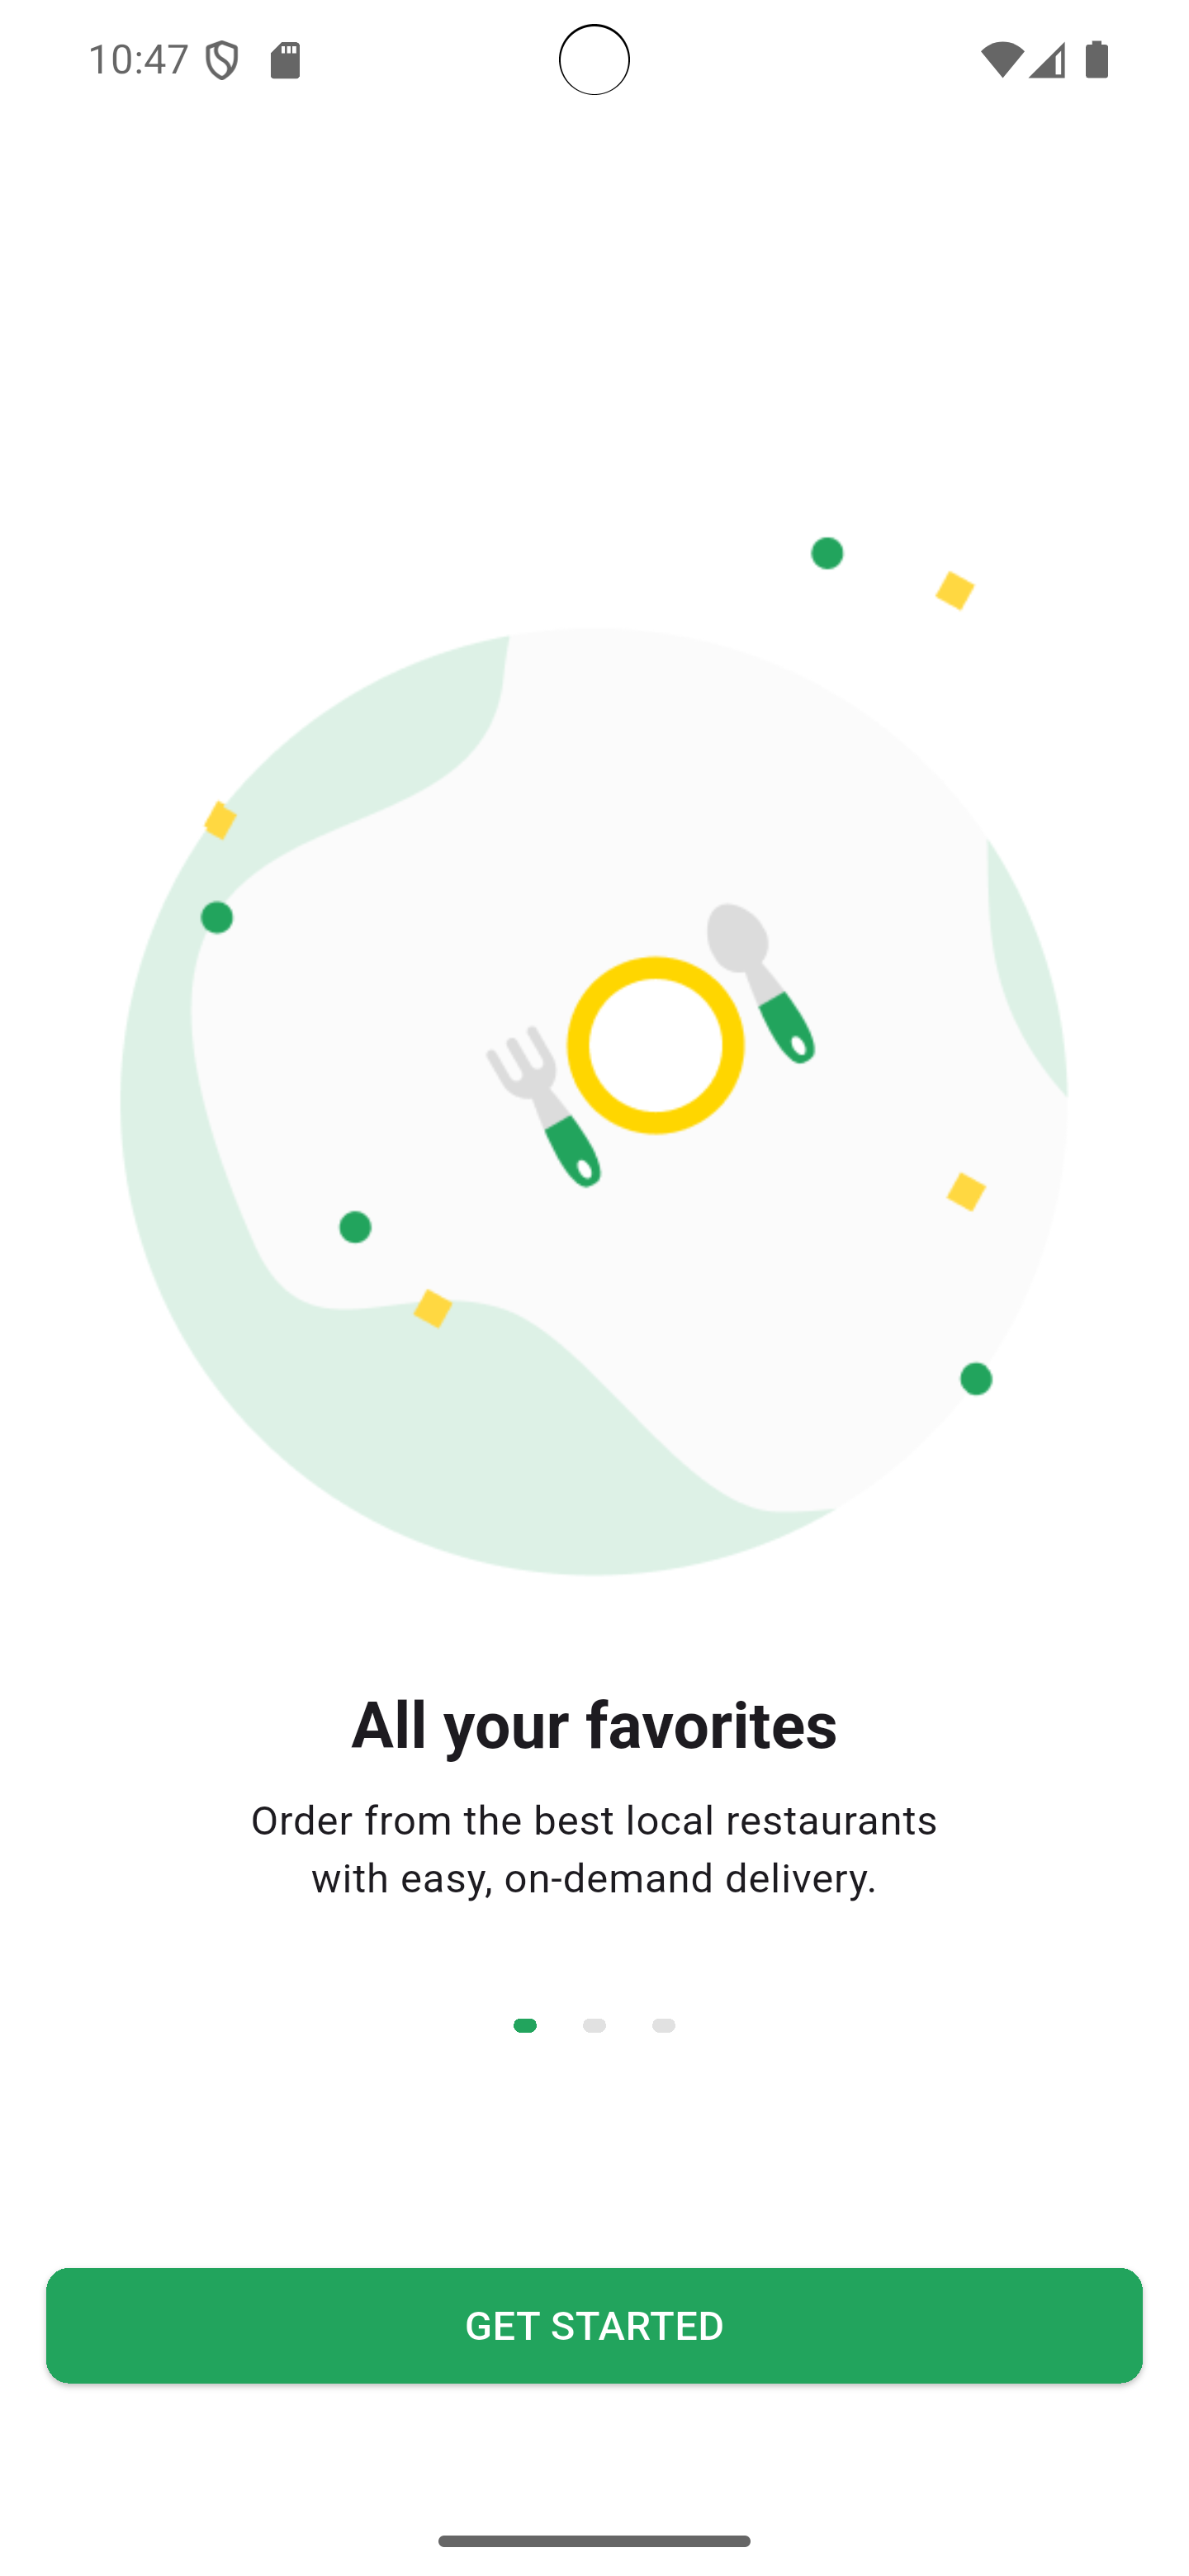 10:47
All your favorites
Order from the best local restaurants
with easy, on-demand delivery.
GET STARTED